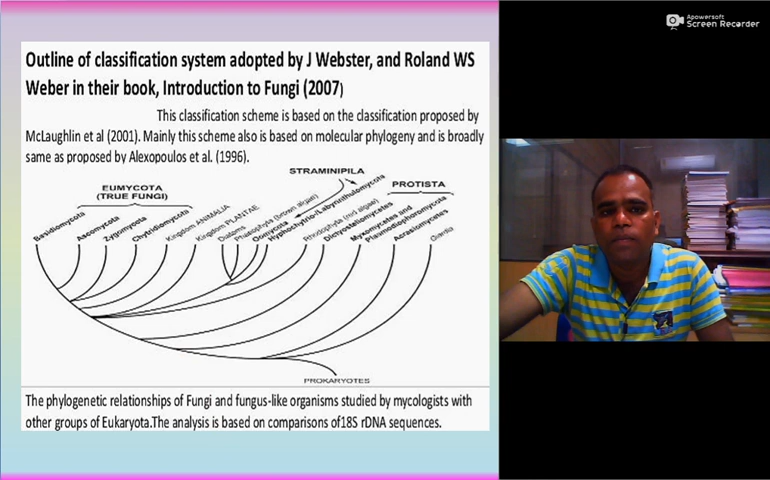 Apowersoft
Screen Recorder
Outline of classification system adopted by J Webster, and Roland WS
Weber in their book, Introduction to Fungi (2007)
This classification scheme is based on the classification proposed by
McLaughlin et al (2001). Mainly this scheme also is based on molecular phylogeny and is broadly
same as proposed by Alexopoulos et al. (1996).
STRAMINIPILA
EUMYCOTA
(TRUE FUNGI)
PROTISTA
Basidiomycota
Ascomycota
Zygomycota
Chytridiomycota
Kingdom ANIMALIA
Kingdom PLANTAE
Diatoms
Phaeophyta (brown algae)
Oomycota
Hyphochytrio-/Labyrinthulomycota
Rhodophyta (red algae)
Dictyosteliomycetes
Myxomycetes and
Plasmodiophoromycota
Acrasiomycetes
Giardia
PROKARYOTES
The phylogenetic relationships of Fungi and fungus-like organisms studied by mycologists with
other groups of Eukaryota.The analysis is based on comparisons of18S rDNA sequences.